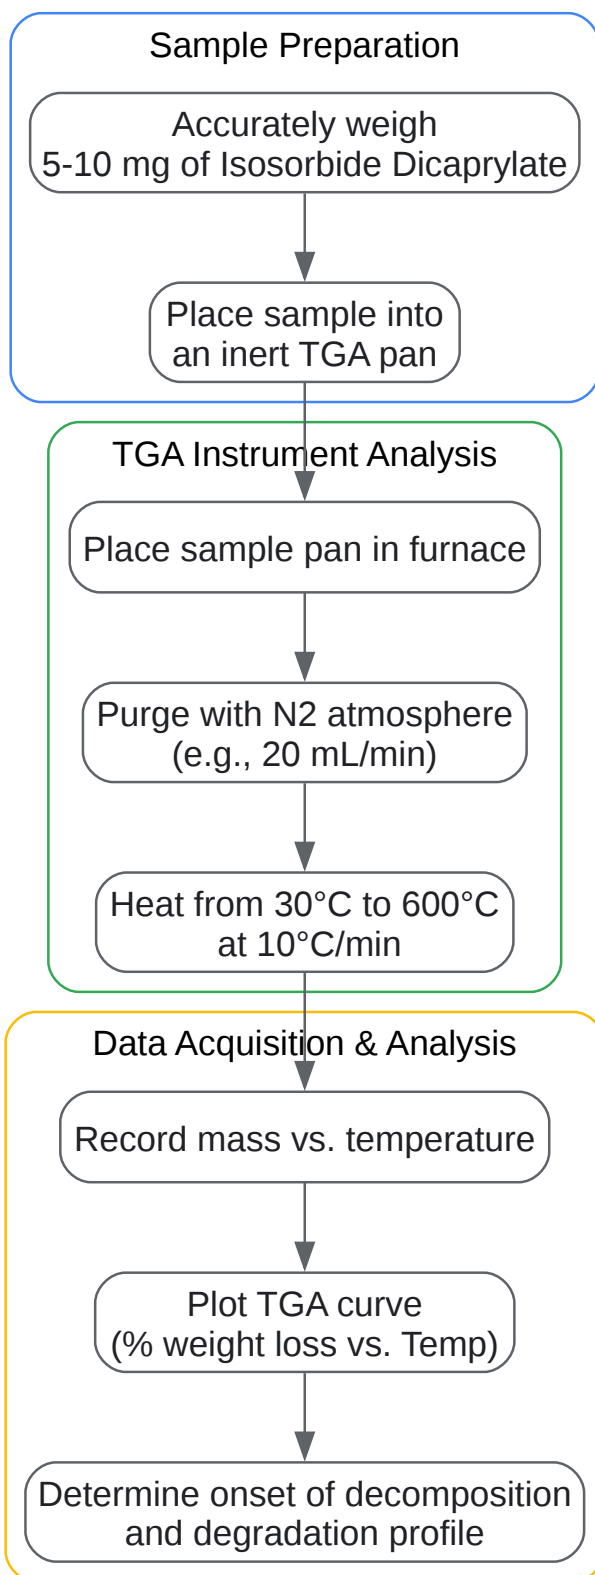 Sample Preparation
Accurately weigh
5-10 mg of Isosorbide Dicaprylate
Place sample into
an inert TGA pan
TGA Instrument Analysis
Place sample pan in furnace
Purge with N2 atmosphere
(e.g., 20 mL/min)
Heat from 30°C to 600°C
at 10°C/min
Data Acquisition & Analysis
Record mass vs. temperature
Plot TGA curve
(% weight loss vs. Temp)
Determine onset of decomposition
and degradation profile